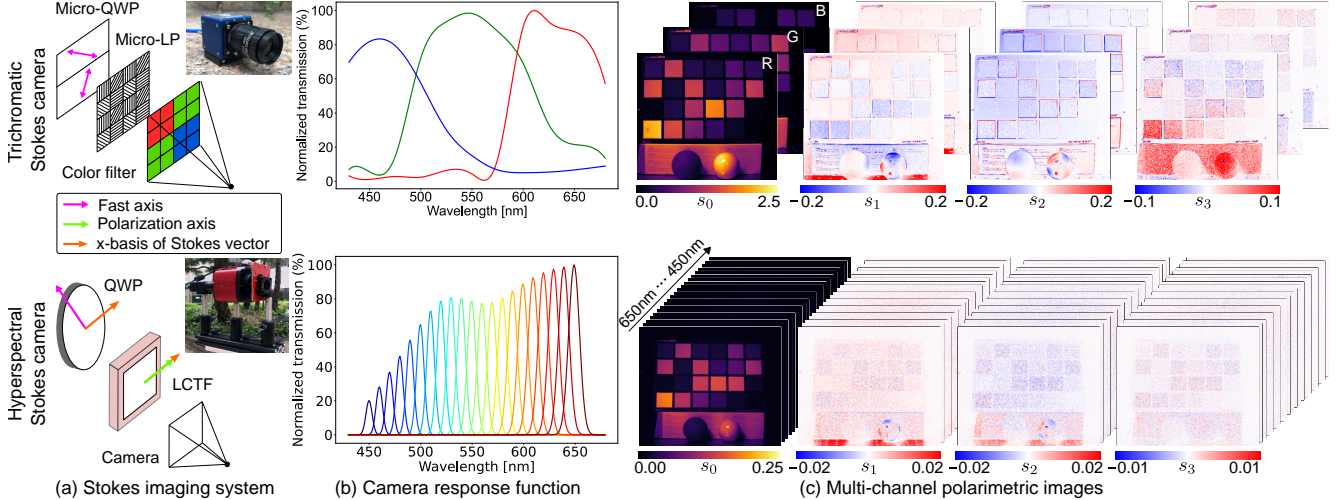 Trichromatic
Stokes camera
Micro-QWP
Micro-LP
Color filter
Fast axis
Polarization axis
x-basis of Stokes vector
Hyperspectral
Stokes camera
QWP
LCTF
Camera
(a) Stokes imaging system
Normalized transmission (%)
100
80
60
40
20
0
450 500 550 600 650
Wavelength [nm]
Normalized transmission (%)
100
80
60
40
20
0
450 500 550 600 650
Wavelength [nm]
(b) Camera response function
B
G
R
0.0 s₀ 2.5
−0.2 s₁ 0.2
−0.2 s₂ 0.2
−0.1 s₃ 0.1
650nm ··· 450nm
0.00 s₀ 0.25
−0.02 s₁ 0.02
−0.02 s₂ 0.02
−0.01 s₃ 0.01
(c) Multi-channel polarimetric images